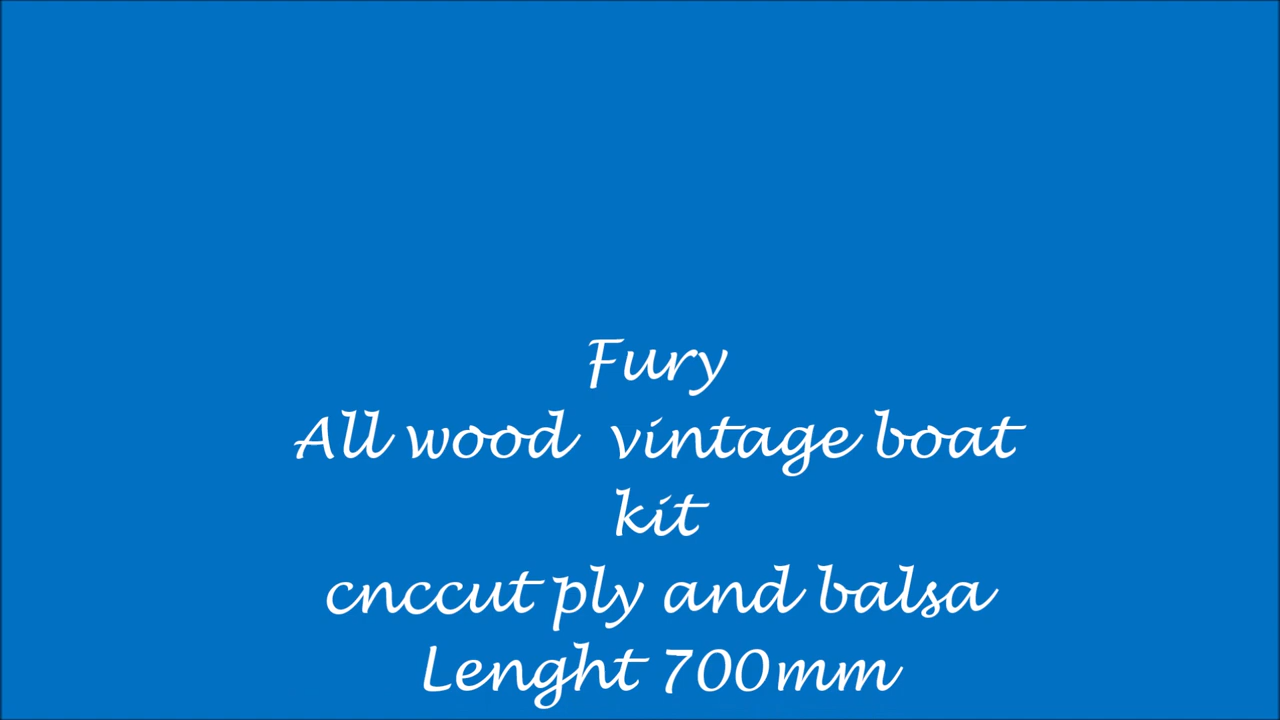 Fury
All wood  vintage boat
kit
cnccut ply and balsa
Lenght 700mm